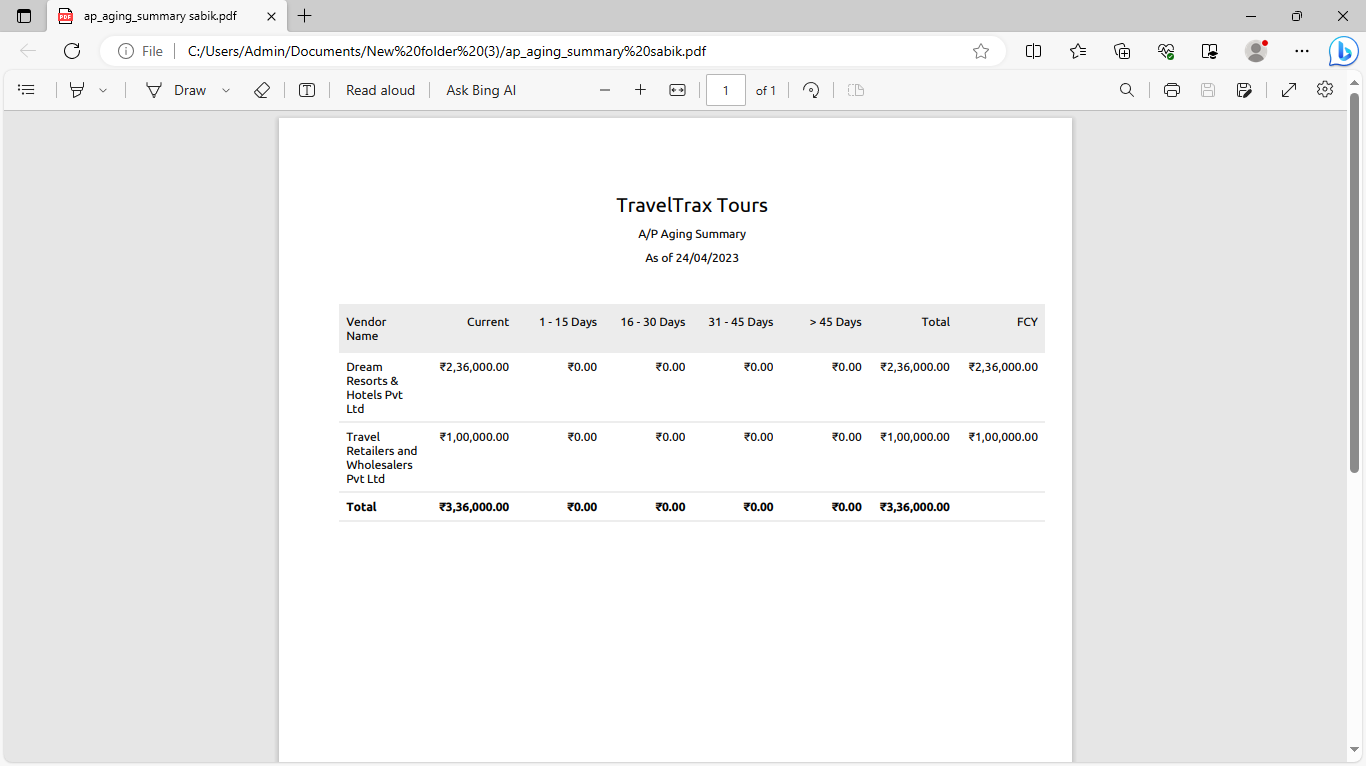 ap_aging_summary sabik.pdf
File C:/Users/Admin/Documents/New%20folder%20(3)/ap_aging_summary%20sabik.pdf
Draw Read aloud Ask Bing AI 1 of 1
TravelTrax Tours
A/P Aging Summary
As of 24/04/2023
Vendor Name Current 1 - 15 Days 16 - 30 Days 31 - 45 Days > 45 Days Total FCY
Dream Resorts & Hotels Pvt Ltd ₹2,36,000.00 ₹0.00 ₹0.00 ₹0.00 ₹0.00 ₹2,36,000.00 ₹2,36,000.00
Travel Retailers and Wholesalers Pvt Ltd ₹1,00,000.00 ₹0.00 ₹0.00 ₹0.00 ₹0.00 ₹1,00,000.00 ₹1,00,000.00
Total ₹3,36,000.00 ₹0.00 ₹0.00 ₹0.00 ₹0.00 ₹3,36,000.00